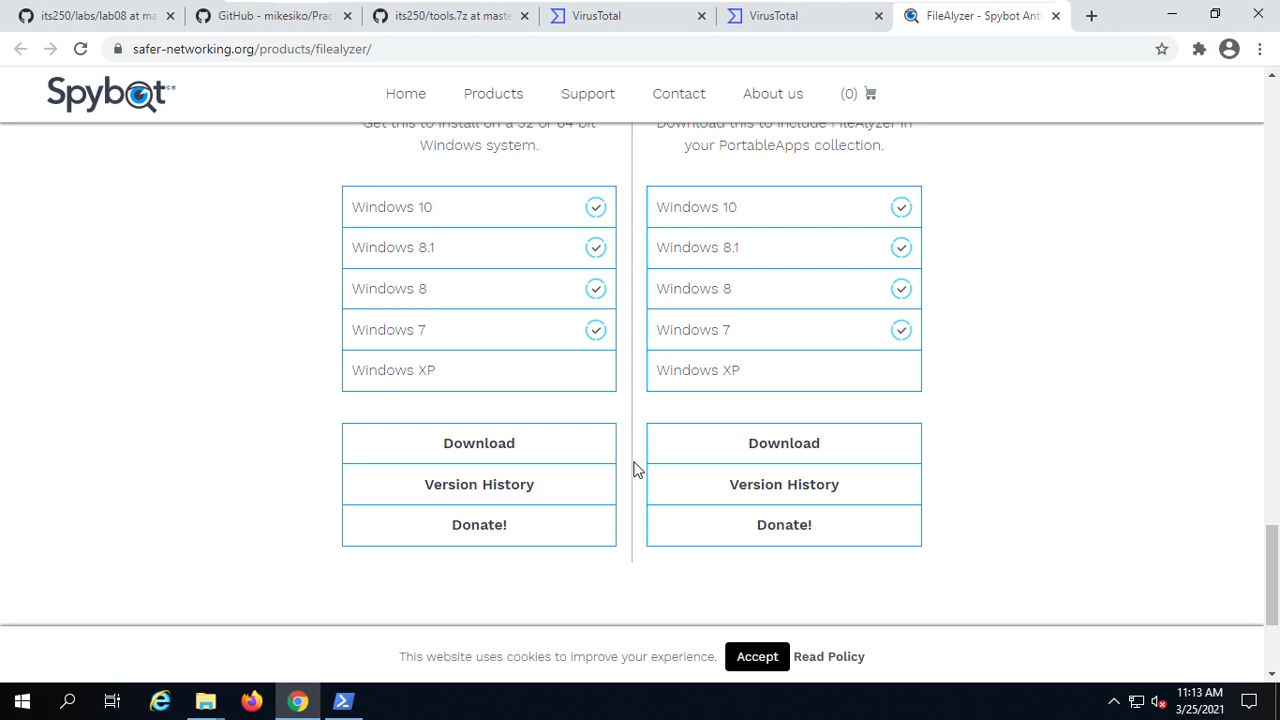 its250/labs/lab08 at ma
GitHub - mikesiko/Prac
its250/tools.7z at maste
VirusTotal
VirusTotal
FileAlyzer - Spybot Anti
safer-networking.org/products/filealyzer/
Spybot
Home
Products
Support
Contact
About us
(0)
Get this to install on a 32 or 64 bit
Windows system.
Download this to include FileAlyzer in
your PortableApps collection.
Windows 10
Windows 8.1
Windows 8
Windows 7
Windows XP
Windows 10
Windows 8.1
Windows 8
Windows 7
Windows XP
Download
Version History
Donate!
Download
Version History
Donate!
This website uses cookies to improve your experience.
Accept
Read Policy
11:13 AM
3/25/2021